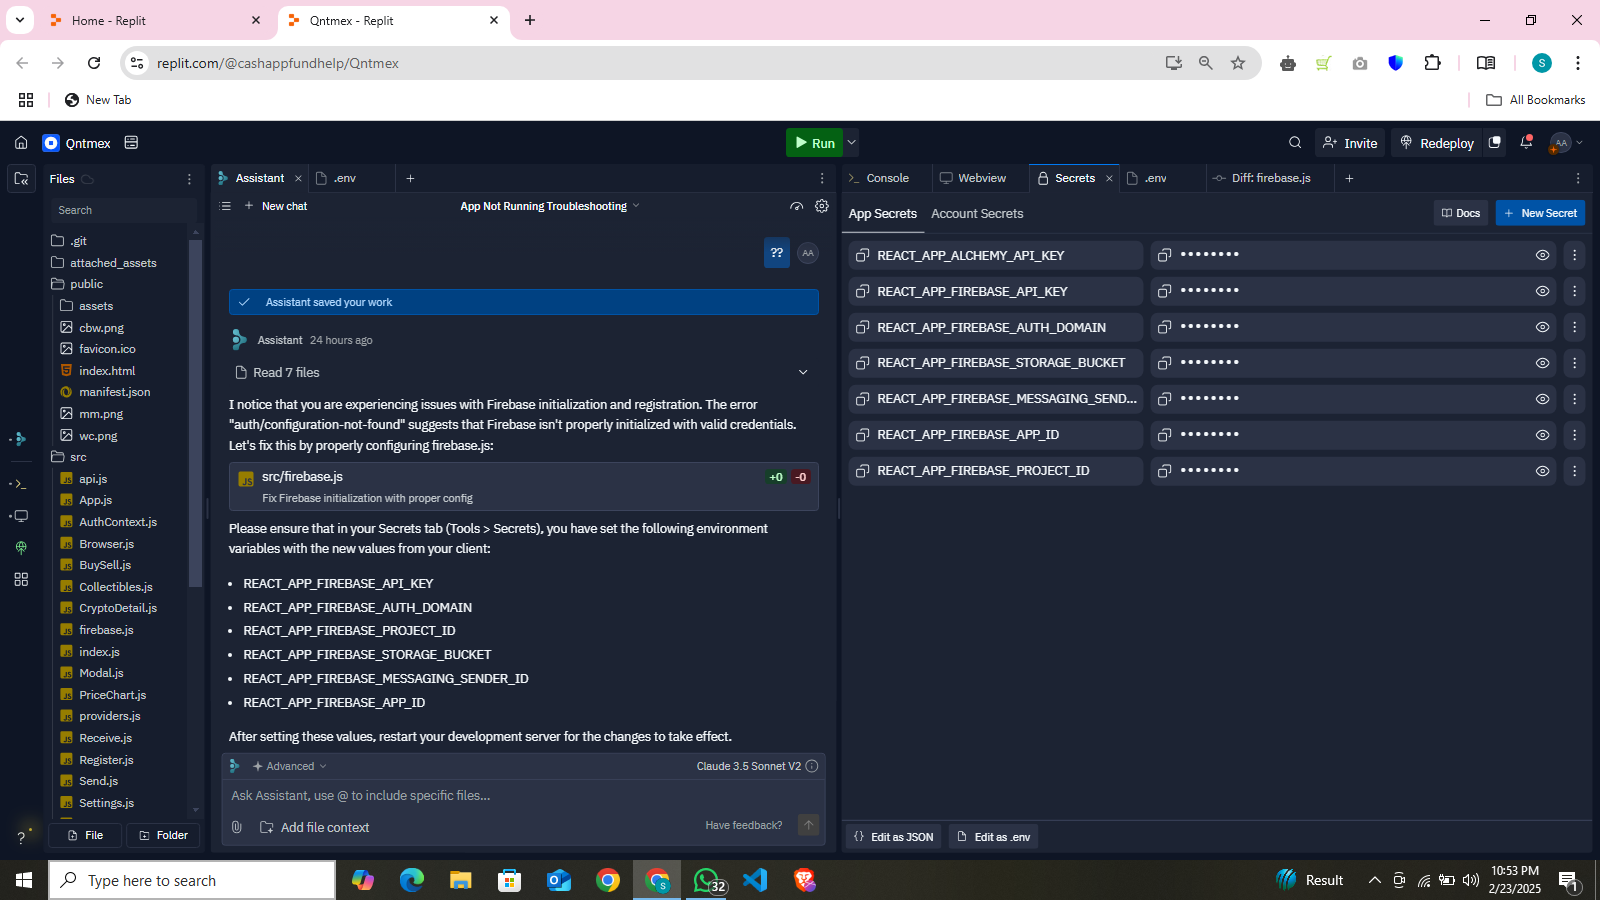 Home - Replit
Qntmex - Replit
replit.com/@cashappfundhelp/Qntmex
S
New Tab
All Bookmarks
Qntmex
Run
Invite
Redeploy
AA
Files
Search
.git
attached_assets
public
assets
cbw.png
favicon.ico
index.html
manifest.json
mm.png
wc.png
src
api.js
App.js
AuthContext.js
Browser.js
BuySell.js
Collectibles.js
CryptoDetail.js
firebase.js
index.js
Modal.js
PriceChart.js
providers.js
Receive.js
Register.js
Send.js
Settings.js
File
Folder
Assistant
.env
New chat
App Not Running Troubleshooting
??
AA
Assistant saved your work
Assistant 24 hours ago
Read 7 files
I notice that you are experiencing issues with Firebase initialization and registration. The error
"auth/configuration-not-found" suggests that Firebase isn't properly initialized with valid credentials.
Let's fix this by properly configuring firebase.js:
src/firebase.js
+0 -0
Fix Firebase initialization with proper config
Please ensure that in your Secrets tab (Tools > Secrets), you have set the following environment
variables with the new values from your client:
• REACT_APP_FIREBASE_API_KEY
• REACT_APP_FIREBASE_AUTH_DOMAIN
• REACT_APP_FIREBASE_PROJECT_ID
• REACT_APP_FIREBASE_STORAGE_BUCKET
• REACT_APP_FIREBASE_MESSAGING_SENDER_ID
• REACT_APP_FIREBASE_APP_ID
After setting these values, restart your development server for the changes to take effect.
Advanced
Claude 3.5 Sonnet V2
Ask Assistant, use @ to include specific files...
Add file context
Have feedback?
Console
Webview
Secrets
.env
Diff: firebase.js
App Secrets
Account Secrets
Docs
New Secret
REACT_APP_ALCHEMY_API_KEY ••••••••
REACT_APP_FIREBASE_API_KEY ••••••••
REACT_APP_FIREBASE_AUTH_DOMAIN ••••••••
REACT_APP_FIREBASE_STORAGE_BUCKET ••••••••
REACT_APP_FIREBASE_MESSAGING_SEND... ••••••••
REACT_APP_FIREBASE_APP_ID ••••••••
REACT_APP_FIREBASE_PROJECT_ID ••••••••
{} Edit as JSON
Edit as .env
Type here to search
S
32
Result
10:53 PM
2/23/2025
1